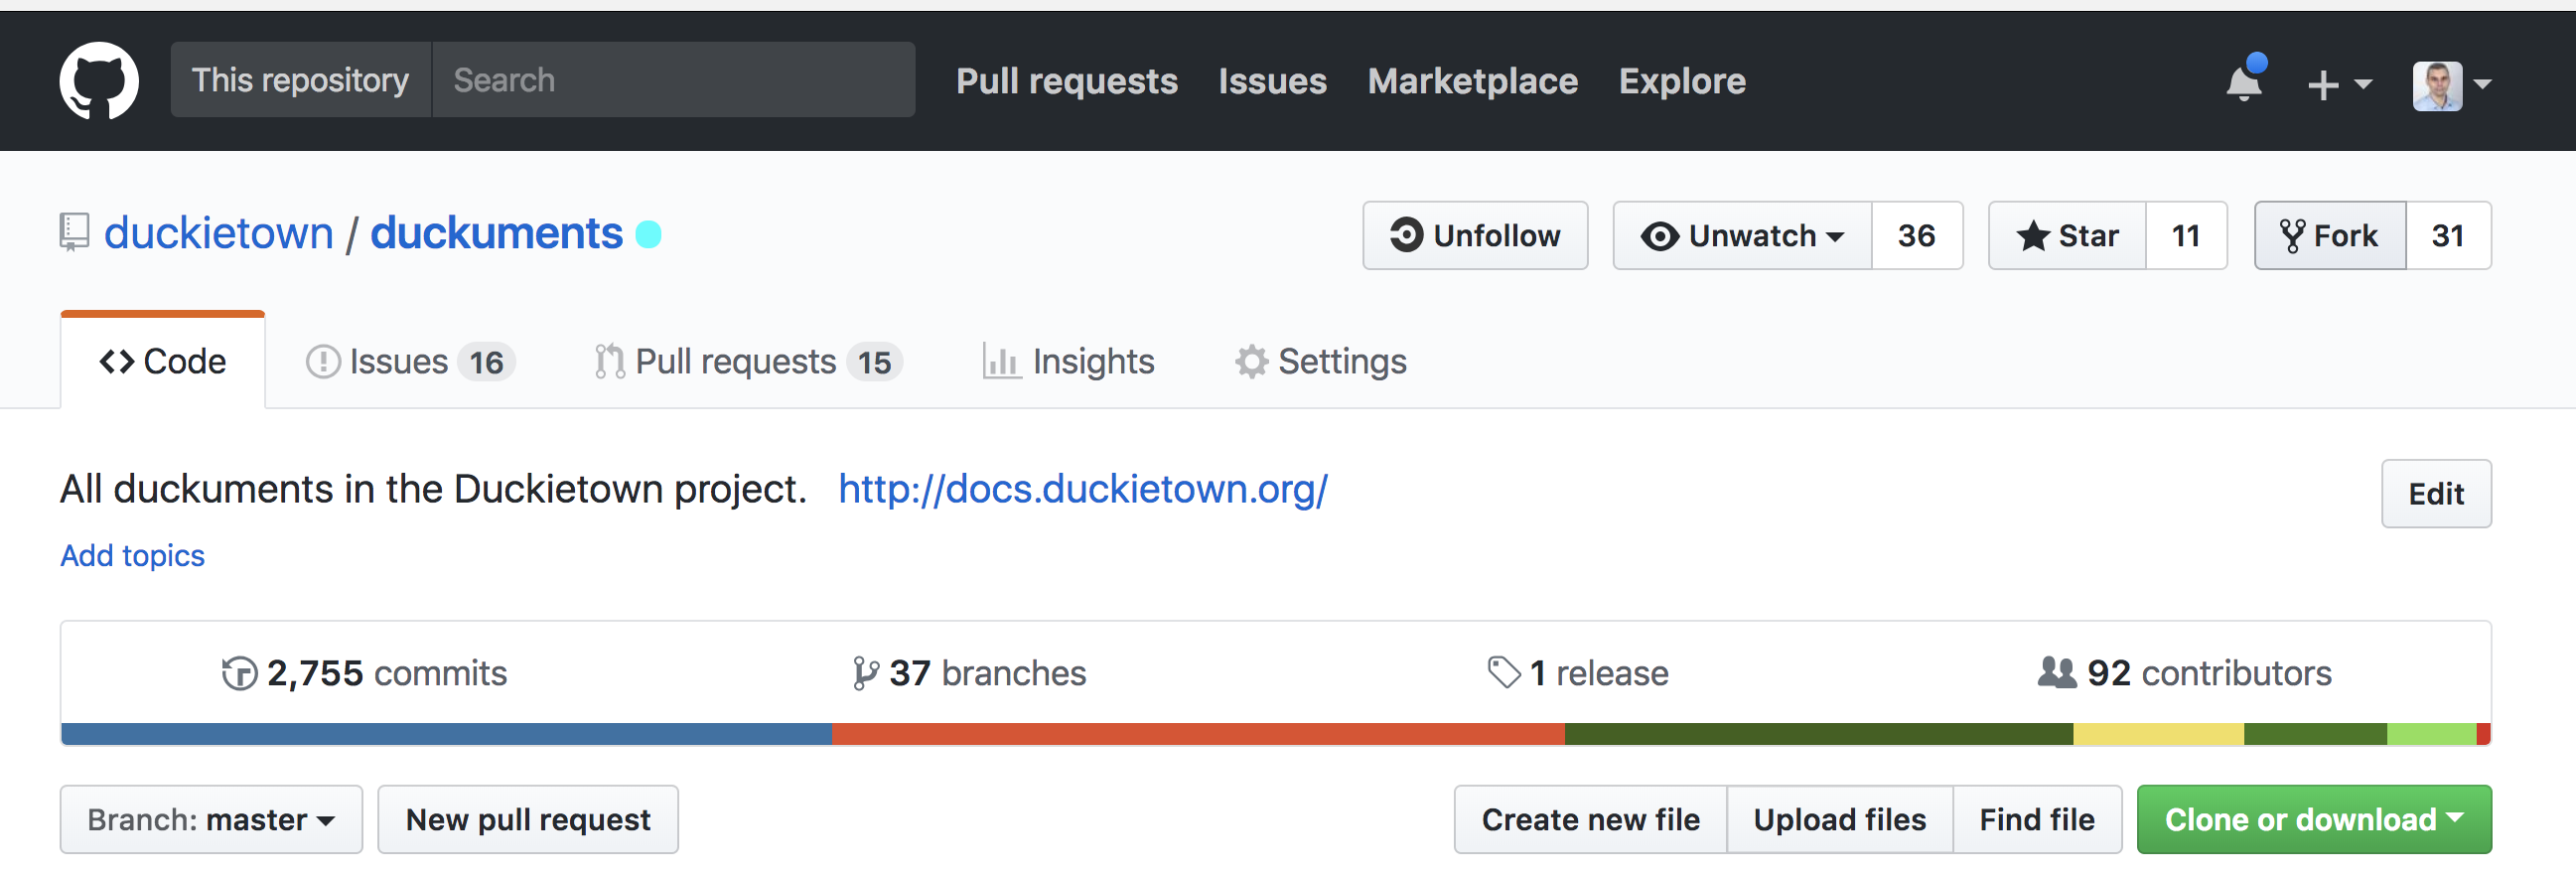 This repository Search Pull requests Issues Marketplace Explore
duckietown / duckuments Unfollow Unwatch 36 Star 11 Fork 31
Code Issues 16 Pull requests 15 Insights Settings
All duckuments in the Duckietown project. http://docs.duckietown.org/ Edit
Add topics
2,755 commits 37 branches 1 release 92 contributors
Branch: master New pull request Create new file Upload files Find file Clone or download